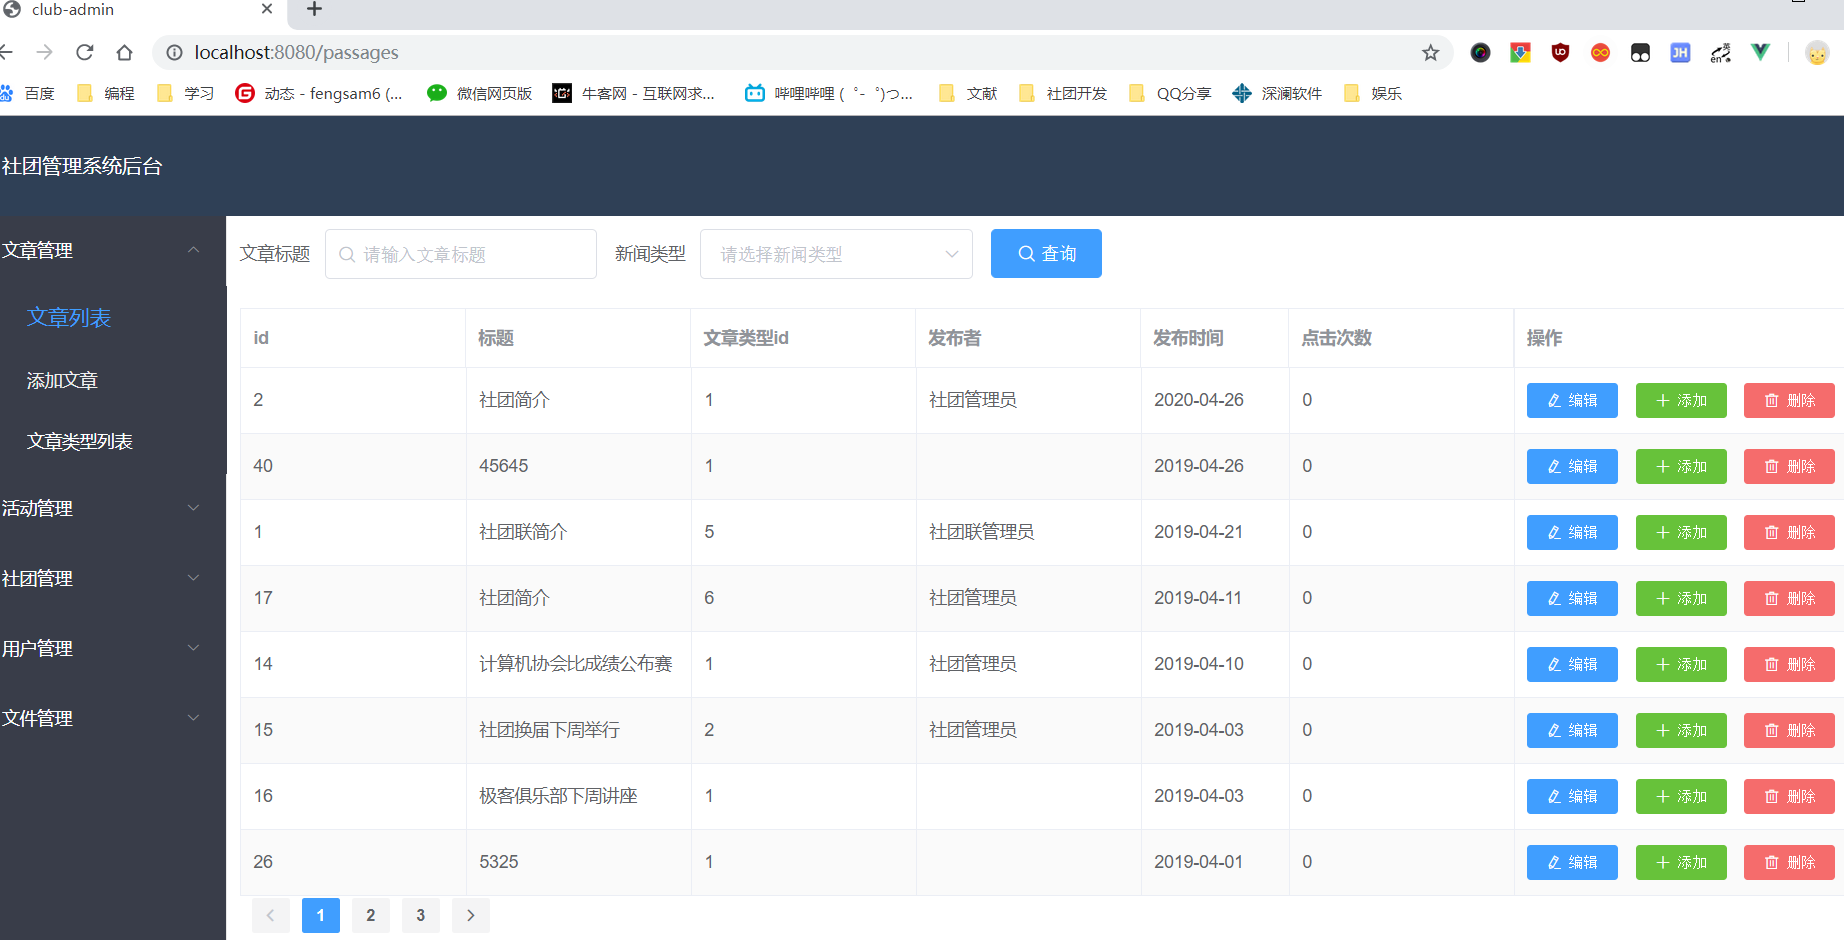 club-admin
localhost:8080/passages
百度 编程 学习 动态 - fengsam6 (... 微信网页版 牛客网 - 互联网求... 哔哩哔哩 ( ゜- ゜)つ... 文献 社团开发 QQ分享 深澜软件 娱乐
社团管理系统后台
文章管理
文章列表
添加文章
文章类型列表
活动管理
社团管理
用户管理
文件管理
文章标题 请输入文章标题 新闻类型 请选择新闻类型 查询
id 标题 文章类型id 发布者 发布时间 点击次数 操作
2 社团简介 1 社团管理员 2020-04-26 0 编辑 添加 删除
40 45645 1 2019-04-26 0 编辑 添加 删除
1 社团联简介 5 社团联管理员 2019-04-21 0 编辑 添加 删除
17 社团简介 6 社团管理员 2019-04-11 0 编辑 添加 删除
14 计算机协会比成绩公布赛 1 社团管理员 2019-04-10 0 编辑 添加 删除
15 社团换届下周举行 2 社团管理员 2019-04-03 0 编辑 添加 删除
16 极客俱乐部下周讲座 1 2019-04-03 0 编辑 添加 删除
26 5325 1 2019-04-01 0 编辑 添加 删除
1 2 3